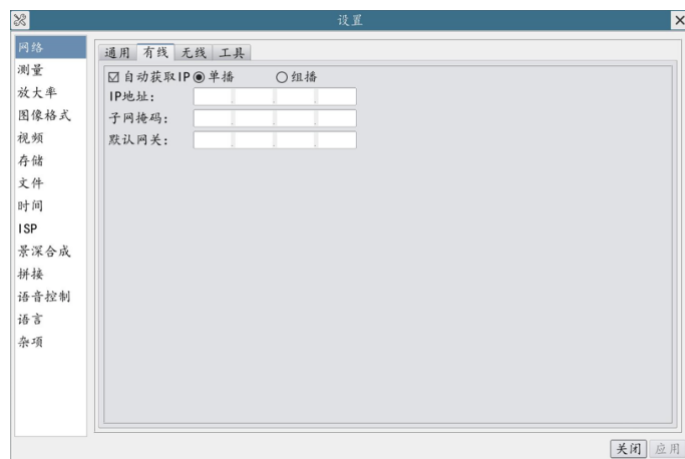 设置
网络
测量
放大率
图像格式
视频
存储
文件
时间
ISP
景深合成
拼接
语音控制
语言
杂项
通用 有线 无线 工具
自动获取IP 单播 组播
IP地址:
子网掩码:
默认网关:
关闭 应用